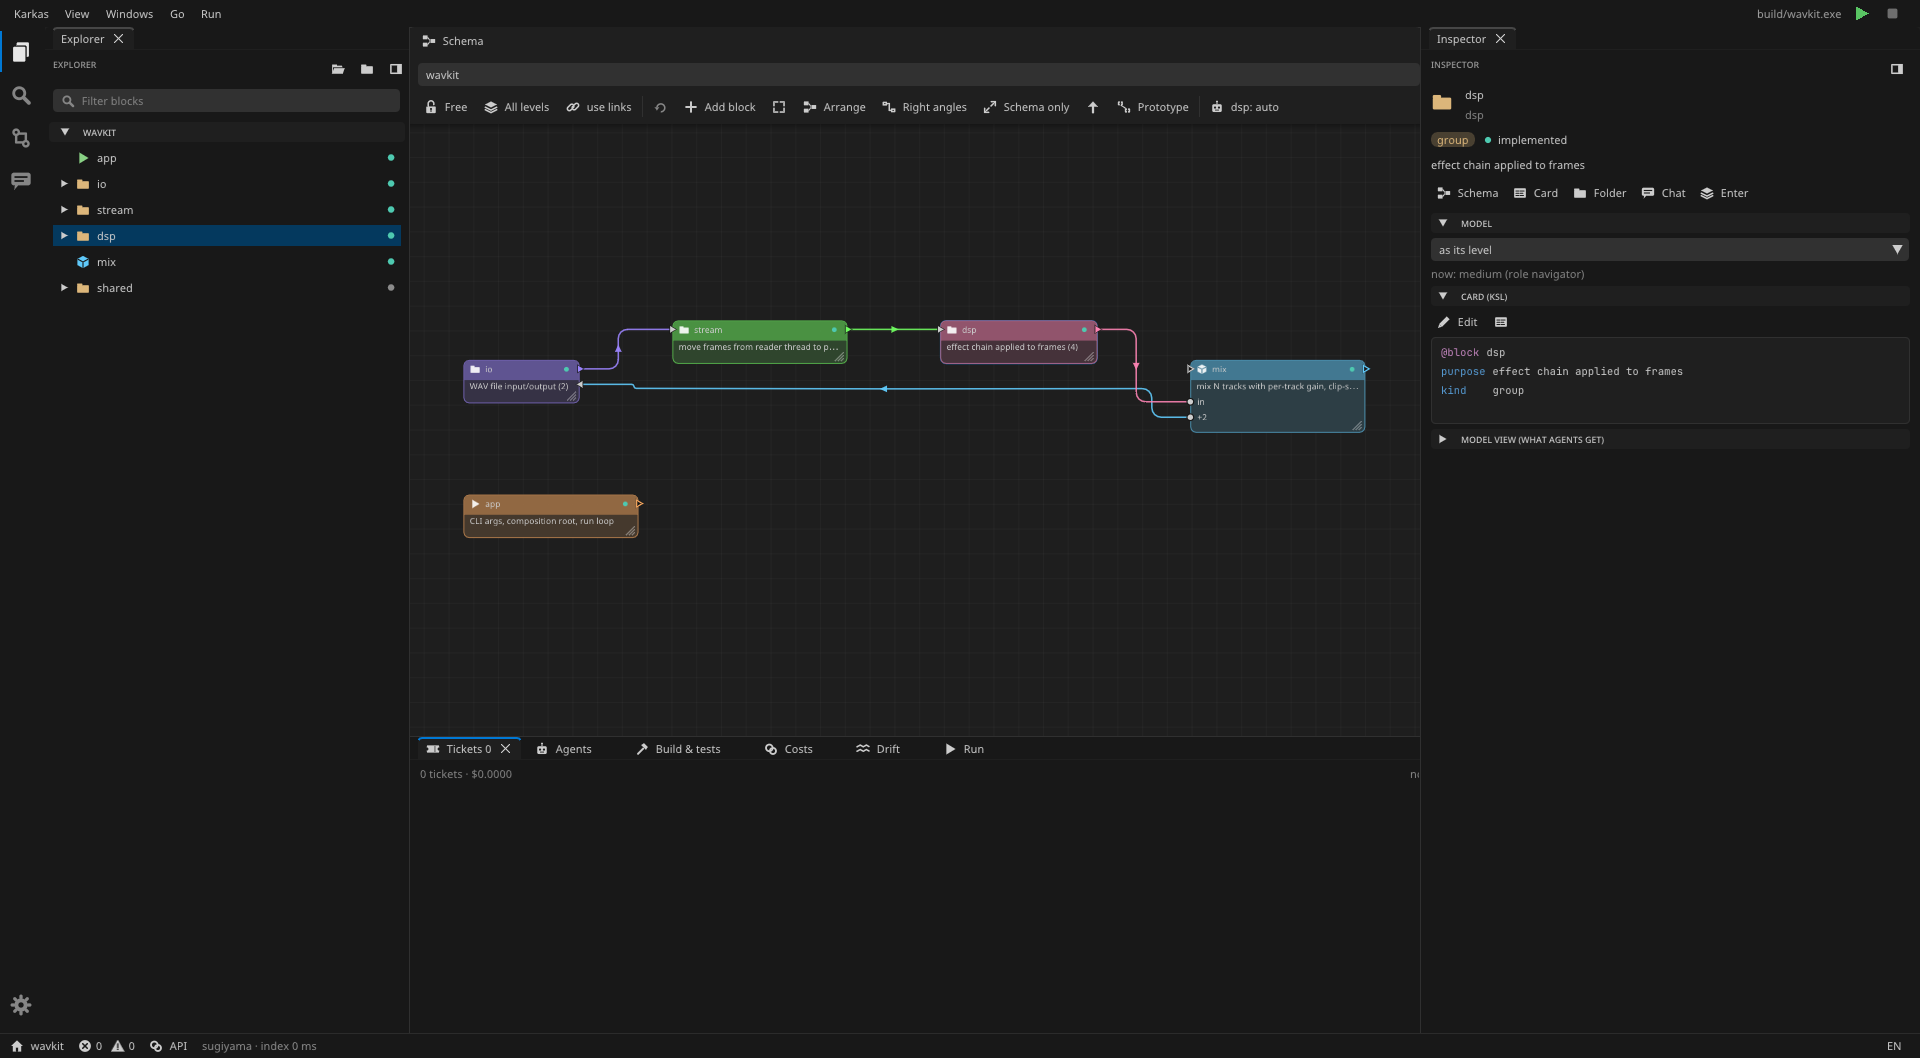 Karkas View Windows Go Run build/wavkit.exe
Explorer
EXPLORER
Filter blocks
WAVKIT
app
io
stream
dsp
mix
shared
Schema
wavkit
Free All levels use links Add block Arrange Right angles Schema only Prototype dsp: auto
stream
move frames from reader thread to p...
dsp
effect chain applied to frames (4)
io
WAV file input/output (2)
mix
mix N tracks with per-track gain, clip-s...
in
+2
app
CLI args, composition root, run loop
Tickets 0 Agents Build & tests Costs Drift Run
0 tickets · $0.0000
Inspector
INSPECTOR
dsp
dsp
group implemented
effect chain applied to frames
Schema Card Folder Chat Enter
MODEL
as its level
now: medium (role navigator)
CARD (KSL)
Edit
@block dsp
purpose effect chain applied to frames
kind group
MODEL VIEW (WHAT AGENTS GET)
wavkit 0 0 API sugiyama · index 0 ms EN